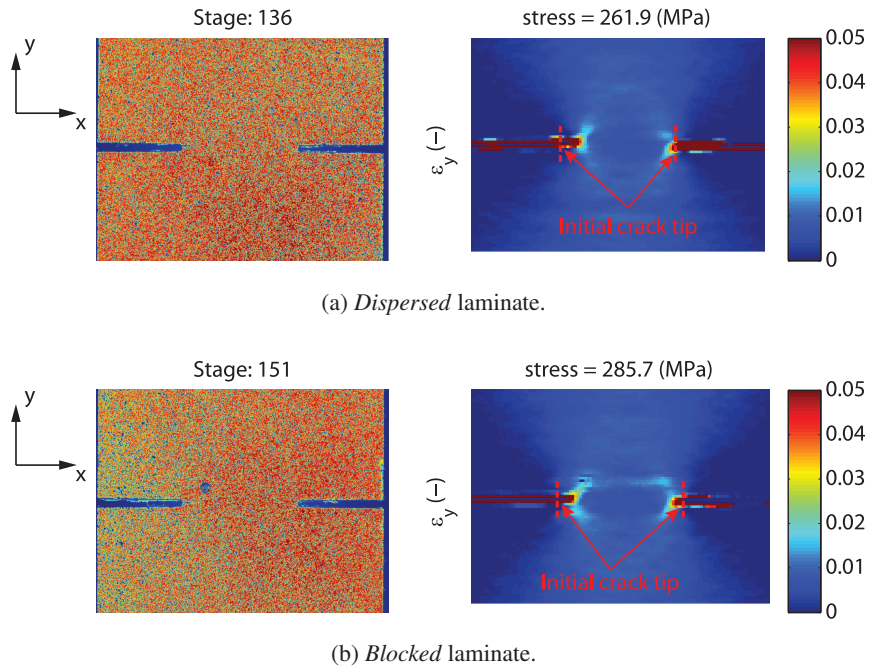 Stage: 136
stress = 261.9 (MPa)
y
x
ε_y (–)
Initial crack tip
0.05
0.04
0.03
0.02
0.01
0
(a) Dispersed laminate.
Stage: 151
stress = 285.7 (MPa)
y
x
ε_y (–)
Initial crack tip
0.05
0.04
0.03
0.02
0.01
0
(b) Blocked laminate.